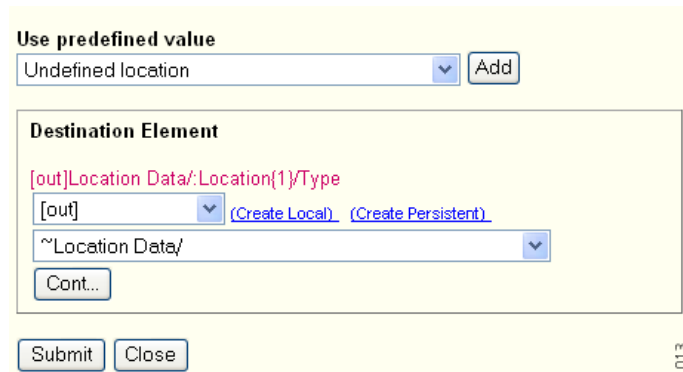 Use predefined value
Undefined location Add
Destination Element
[out]Location Data/:Location{1}/Type
[out] (Create Local) (Create Persistent)
~Location Data/
Cont...
Submit Close